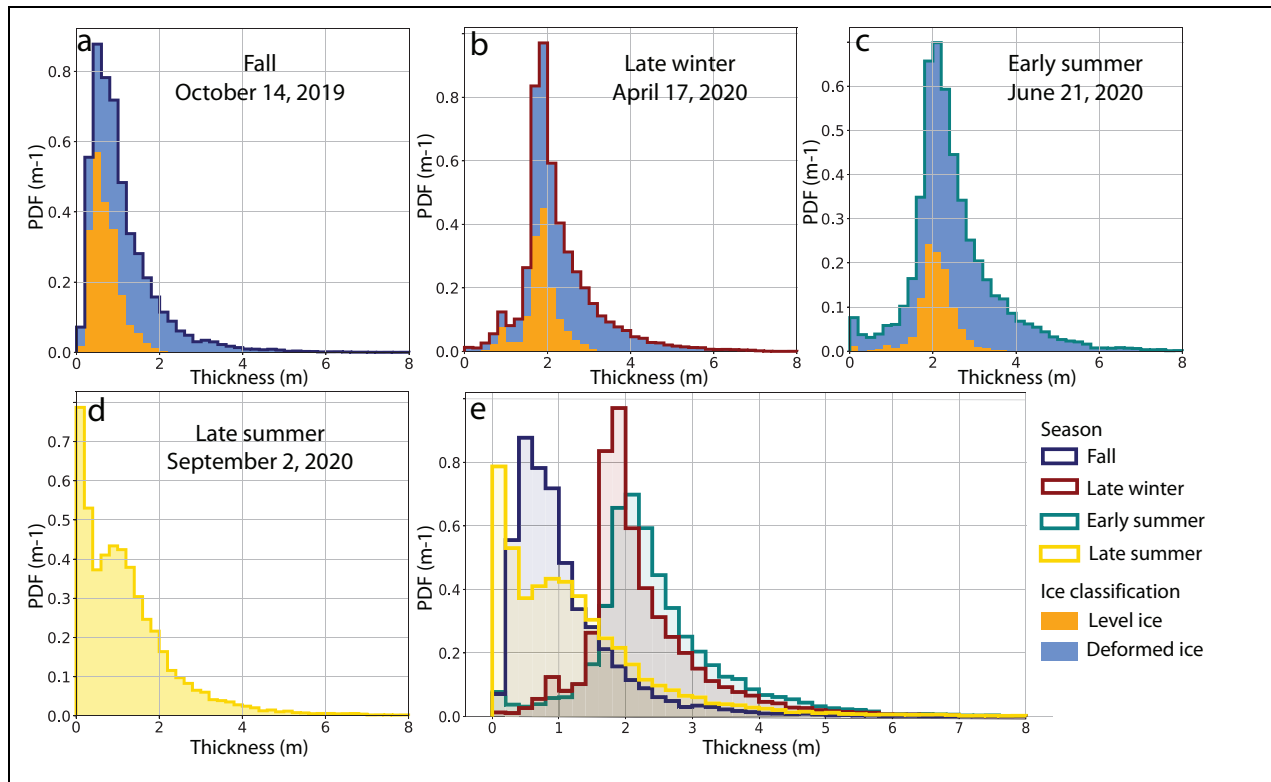 a
Fall
October 14, 2019
PDF (m-1)
0.8
0.6
0.4
0.2
0.0
0 2 4 6 8
Thickness (m)
b
Late winter
April 17, 2020
PDF (m-1)
0.8
0.6
0.4
0.2
0.0
0 2 4 6 8
Thickness (m)
c
Early summer
June 21, 2020
PDF (m-1)
0.6
0.5
0.4
0.3
0.2
0.1
0.0
0 2 4 6 8
Thickness (m)
d
Late summer
September 2, 2020
PDF (m-1)
0.7
0.6
0.5
0.4
0.3
0.2
0.1
0.0
0 2 4 6 8
Thickness (m)
e
PDF (m-1)
0.8
0.6
0.4
0.2
0.0
0 1 2 3 4 5 6 7 8
Thickness (m)
Season
Fall
Late winter
Early summer
Late summer
Ice classification
Level ice
Deformed ice